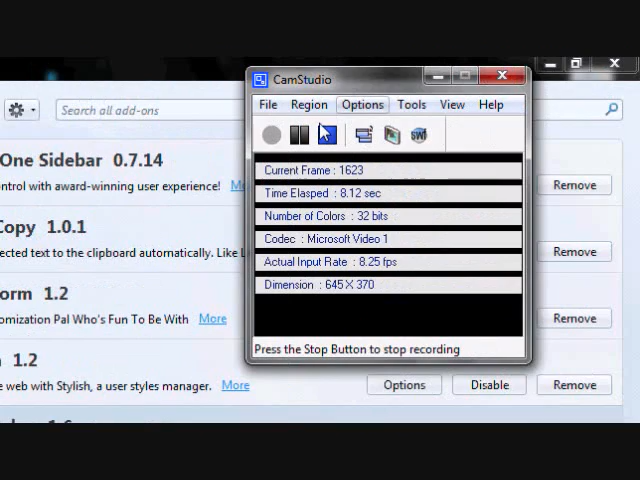 CamStudio
File Region Options Tools View Help
Search all add-ons
SWF
One Sidebar 0.7.14
Current Frame : 1623
ontrol with award-winning user experience!
Time Elasped : 8.12 sec
Remove
Number of Colors : 32 bits
opy 1.0.1
Codec : Microsoft Video 1
ected text to the clipboard automatically. Like L
Remove
Actual Input Rate : 8.25 fps
Dimension : 645 X 370
orm 1.2
omization Pal Who's Fun To Be With More
Remove
Press the Stop Button to stop recording
1.2
e web with Stylish, a user styles manager. More
Options Disable Remove